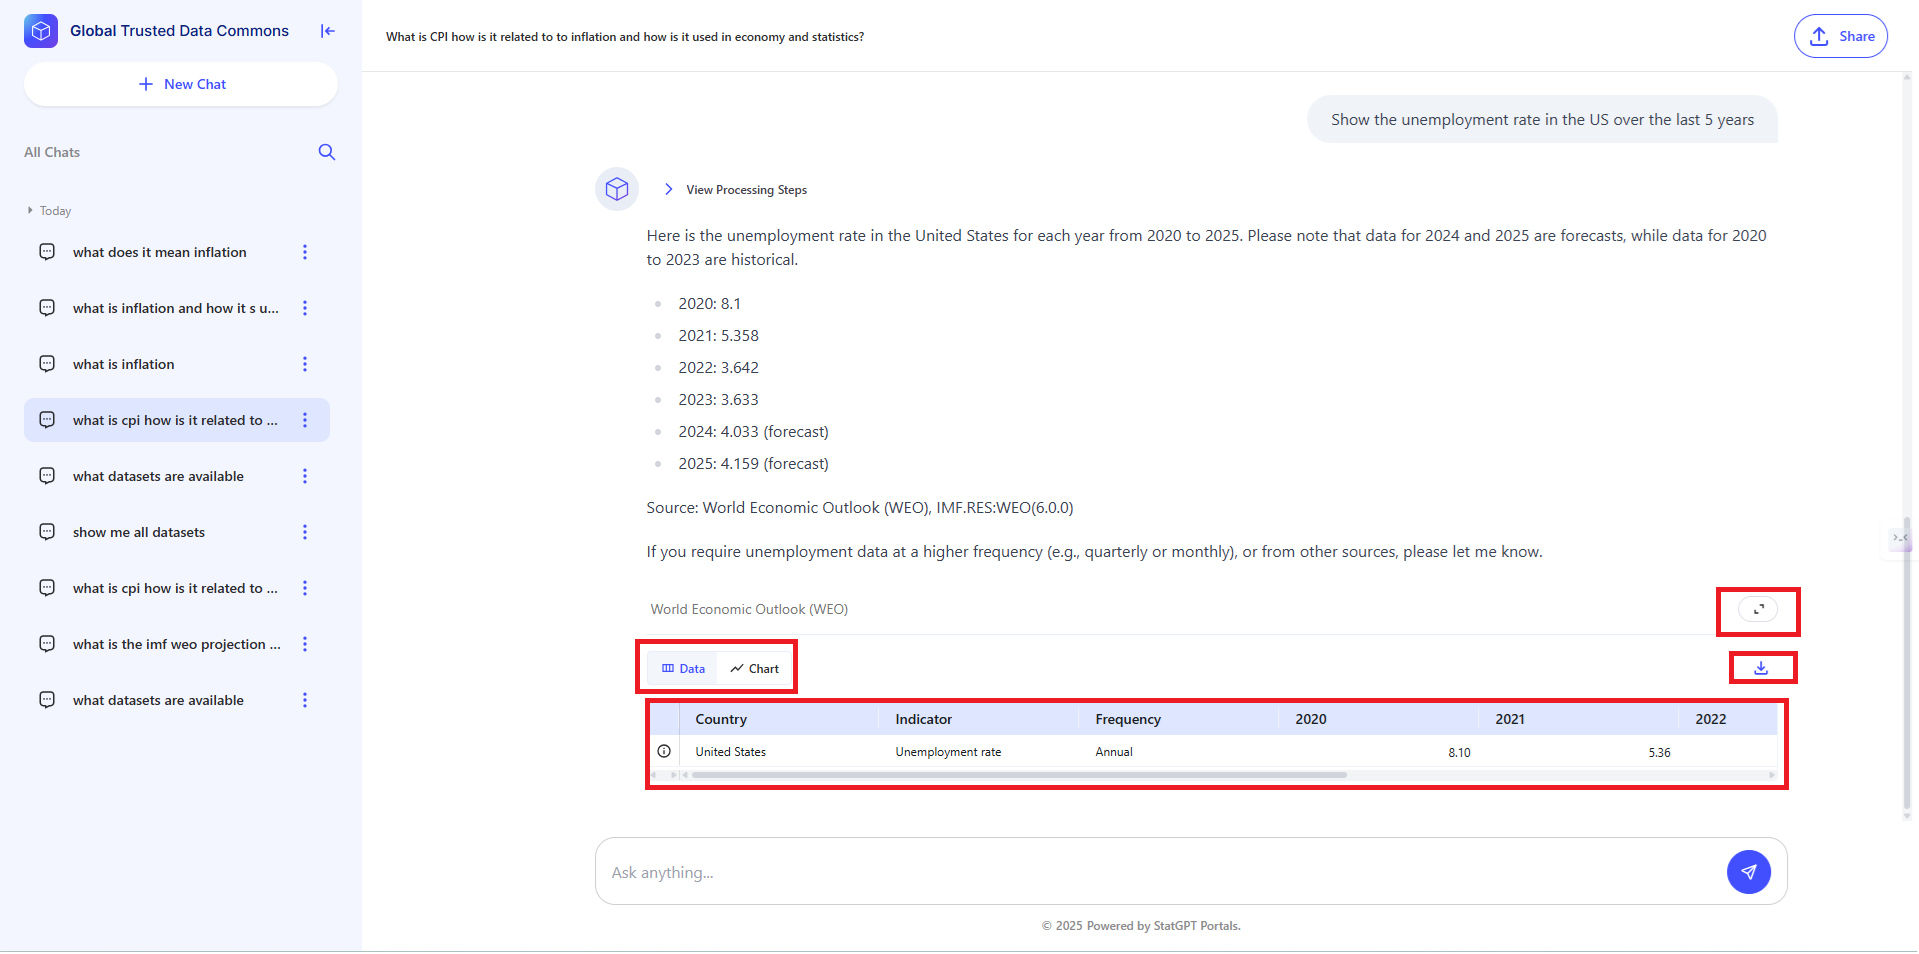 Global Trusted Data Commons
New Chat
All Chats
Today
what does it mean inflation
what is inflation and how it s u...
what is inflation
what is cpi how is it related to ...
what datasets are available
show me all datasets
what is cpi how is it related to ...
what is the imf weo projection ...
what datasets are available
What is CPI how is it related to to inflation and how is it used in economy and statistics?
Share
Show the unemployment rate in the US over the last 5 years
View Processing Steps
Here is the unemployment rate in the United States for each year from 2020 to 2025. Please note that data for 2024 and 2025 are forecasts, while data for 2020
to 2023 are historical.
2020: 8.1
2021: 5.358
2022: 3.642
2023: 3.633
2024: 4.033 (forecast)
2025: 4.159 (forecast)
Source: World Economic Outlook (WEO), IMF.RES:WEO(6.0.0)
If you require unemployment data at a higher frequency (e.g., quarterly or monthly), or from other sources, please let me know.
World Economic Outlook (WEO)
Data Chart
Country Indicator Frequency 2020 2021 2022
United States Unemployment rate Annual 8.10 5.36
Ask anything...
© 2025 Powered by StatGPT Portals.